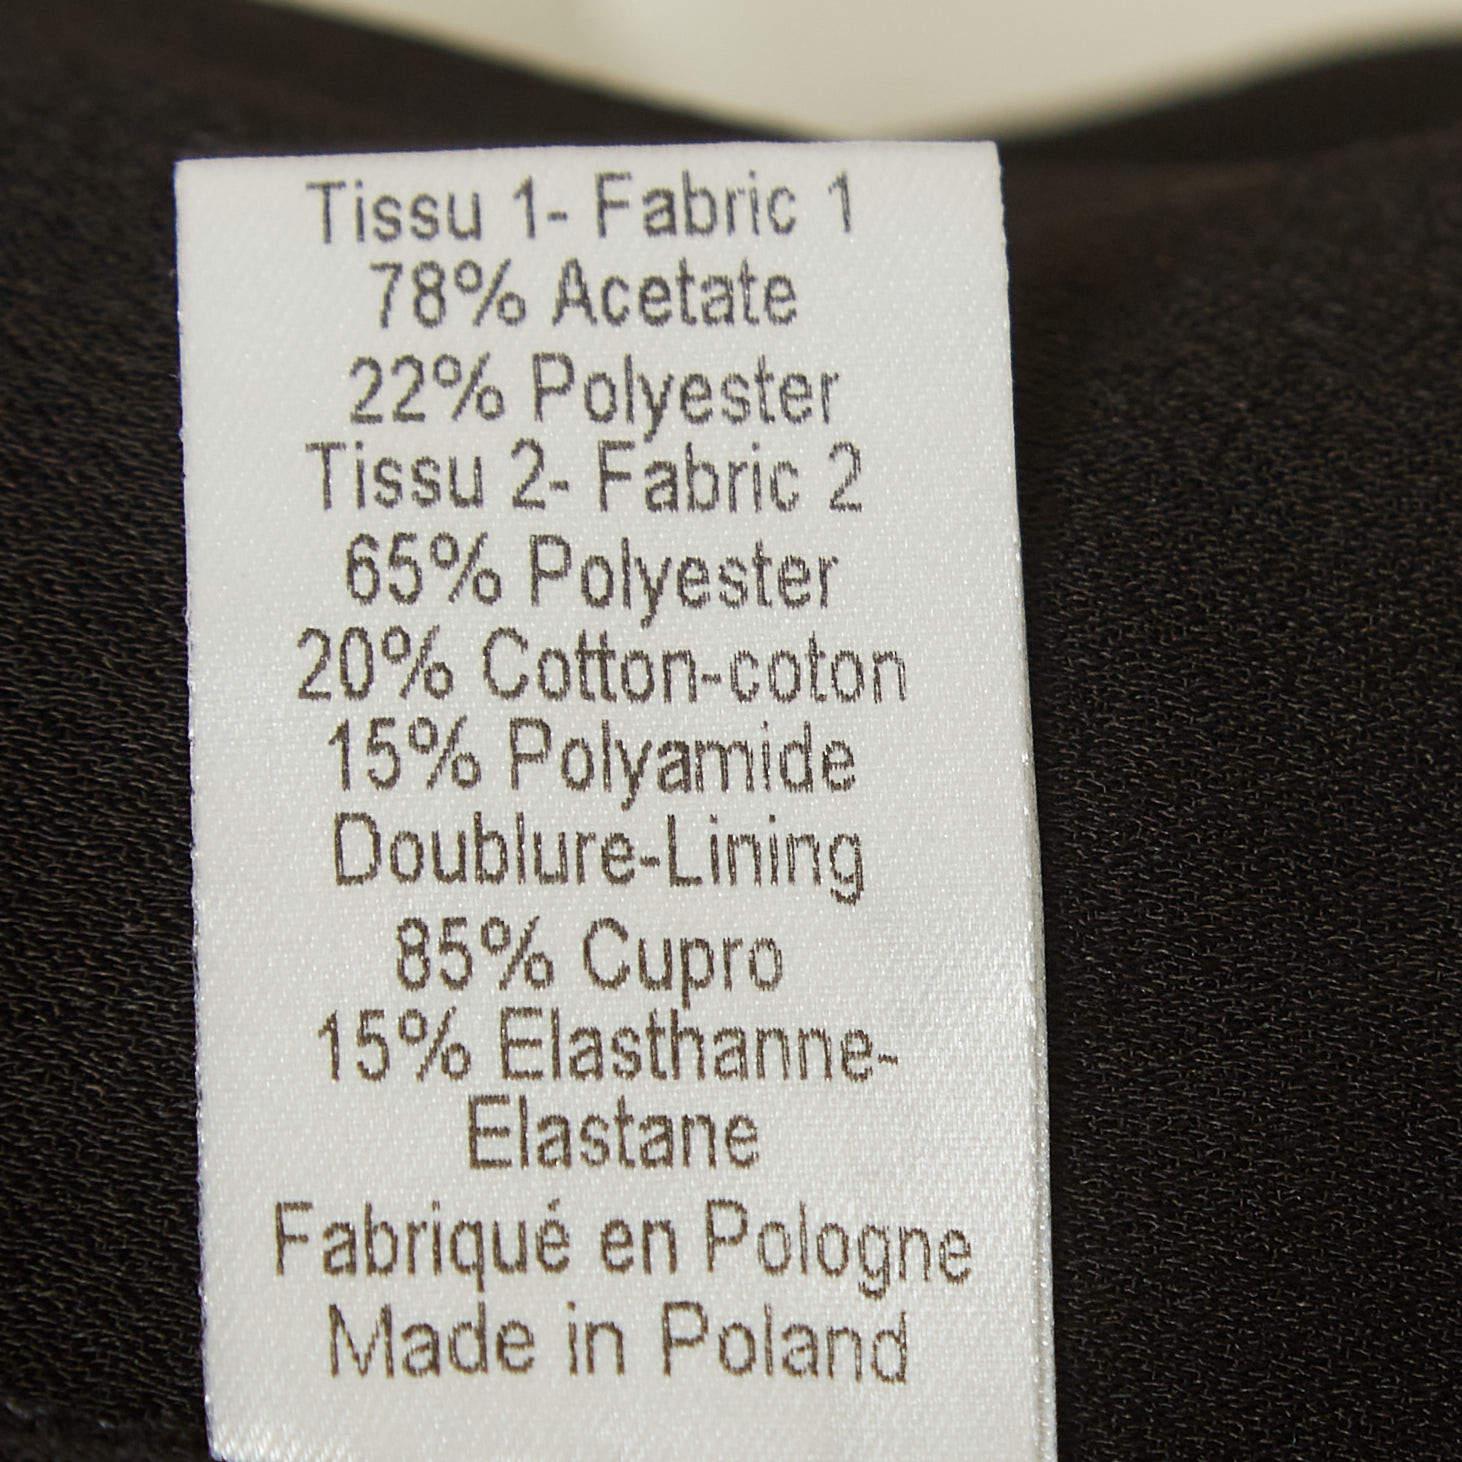 Tissu 1- Fabric 1
78% Acetate
22% Polyester
Tissu 2- Fabric 2
65% Polyester
20% Cotton-coton
15% Polyamide
Doublure-Lining
85% Cupro
15% Elasthanne-
Elastane
Fabriqué en Pologne
Made in Poland